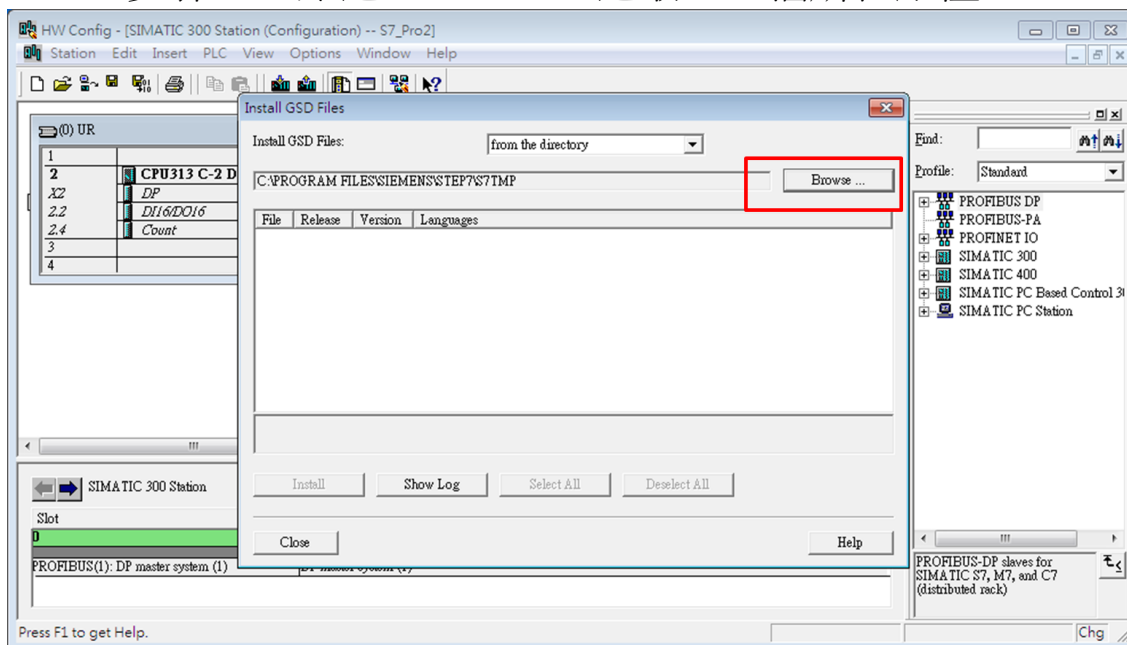 HW Config - [SIMATIC 300 Station (Configuration) -- S7_Pro2]
Station Edit Insert PLC View Options Window Help
(0) UR
1
2 CPU313 C-2 D
X2 DP
2.2 DI16/DO16
2.4 Count
3
4
Install GSD Files
Install GSD Files: from the directory
C:\PROGRAM FILES\SIEMENS\STEP7\S7TMP Browse ...
File Release Version Languages
Install Show Log Select All Deselect All
Close Help
Find:
Profile: Standard
PROFIBUS DP
PROFIBUS-PA
PROFINET IO
SIMATIC 300
SIMATIC 400
SIMATIC PC Based Control
SIMATIC PC Station
SIMATIC 300 Station
Slot
PROFIBUS(1): DP master system (1) DP master system (1)
PROFIBUS-DP slaves for
SIMATIC S7, M7, and C7
(distributed rack)
Press F1 to get Help. Chg